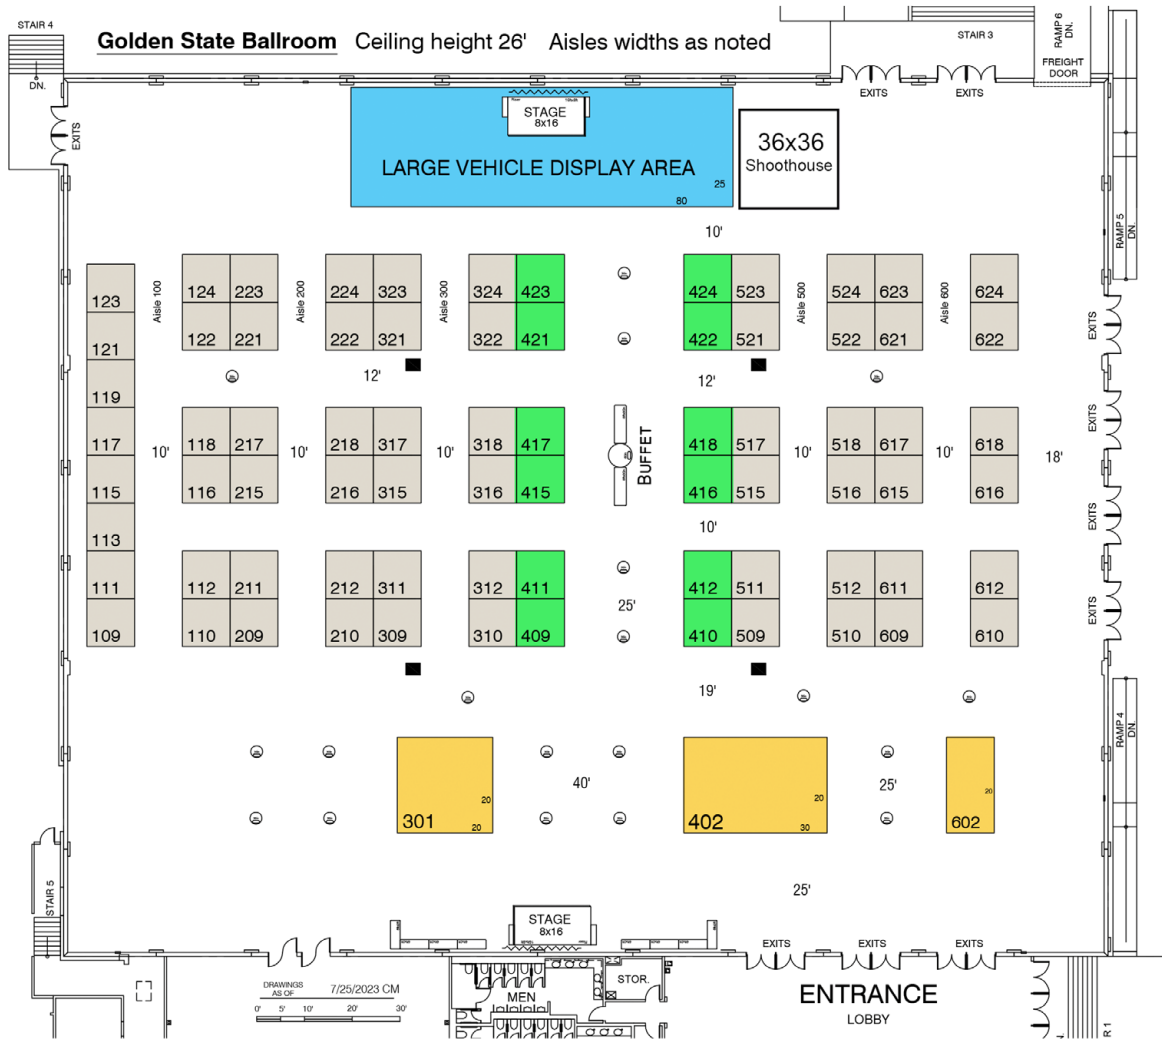 STAIR 4
DN.
Golden State Ballroom Ceiling height 26' Aisles widths as noted
STAIR 3
RAMP 6
DN.
FREIGHT
DOOR
EXITS
EXITS
EXITS
STAGE
8x16
LARGE VEHICLE DISPLAY AREA
25
80
36x36
Shoothouse
10'
RAMP 5
DN.
123
121
119
117
115
113
111
109
Aisle 100
Aisle 200
Aisle 300
Aisle 500
Aisle 600
124 223
122 221
224 323
222 321
324 423
322 421
424 523
422 521
524 623
522 621
624
622
EXITS
12'
12'
118 217
116 215
218 317
216 315
318 417
316 415
418 517
416 515
518 617
516 615
618
616
10'
10'
10'
BUFFET
10'
10'
18'
EXITS
EXITS
10'
112 211
110 209
212 311
210 309
312 411
310 409
412 511
410 509
512 611
510 609
612
610
25'
EXITS
19'
RAMP 4
DN.
301
20
20
40'
402
20
30
25'
602
20
25'
STAIR 5
STAGE
8x16
EXITS
EXITS
EXITS
DRAWINGS
AS OF
7/25/2023 CM
0' 5' 10' 20' 30'
MEN
STOR.
ENTRANCE
LOBBY
R 1